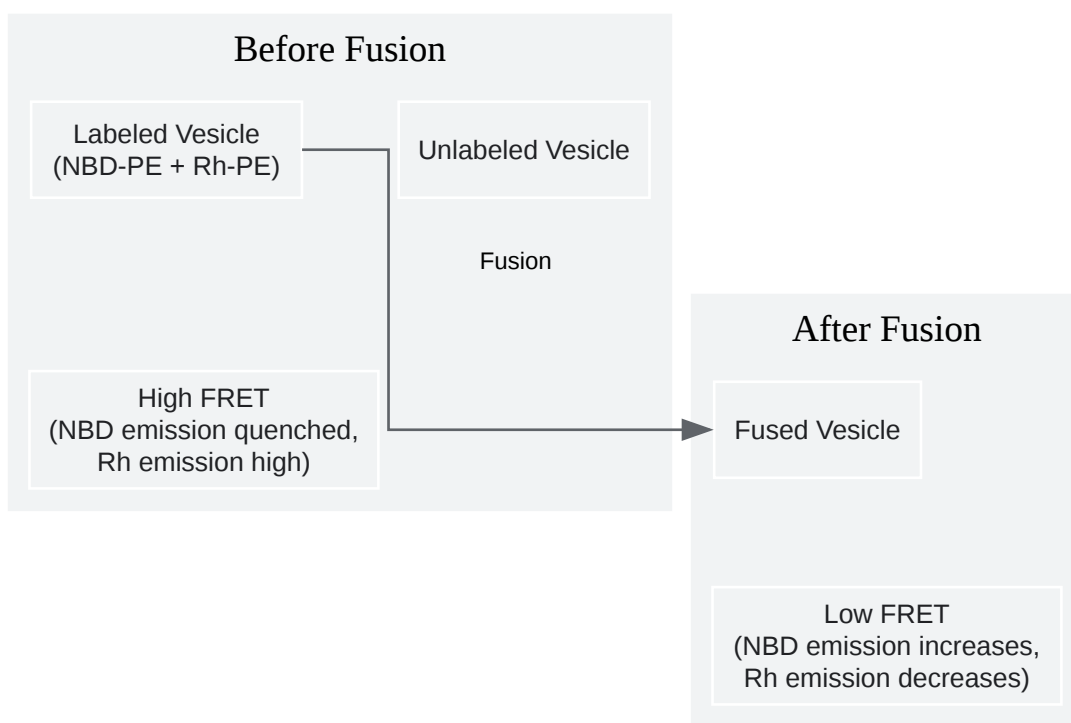 Before Fusion
Labeled Vesicle
(NBD-PE + Rh-PE)
Unlabeled Vesicle
Fusion
High FRET
(NBD emission quenched,
Rh emission high)
After Fusion
Fused Vesicle
Low FRET
(NBD emission increases,
Rh emission decreases)